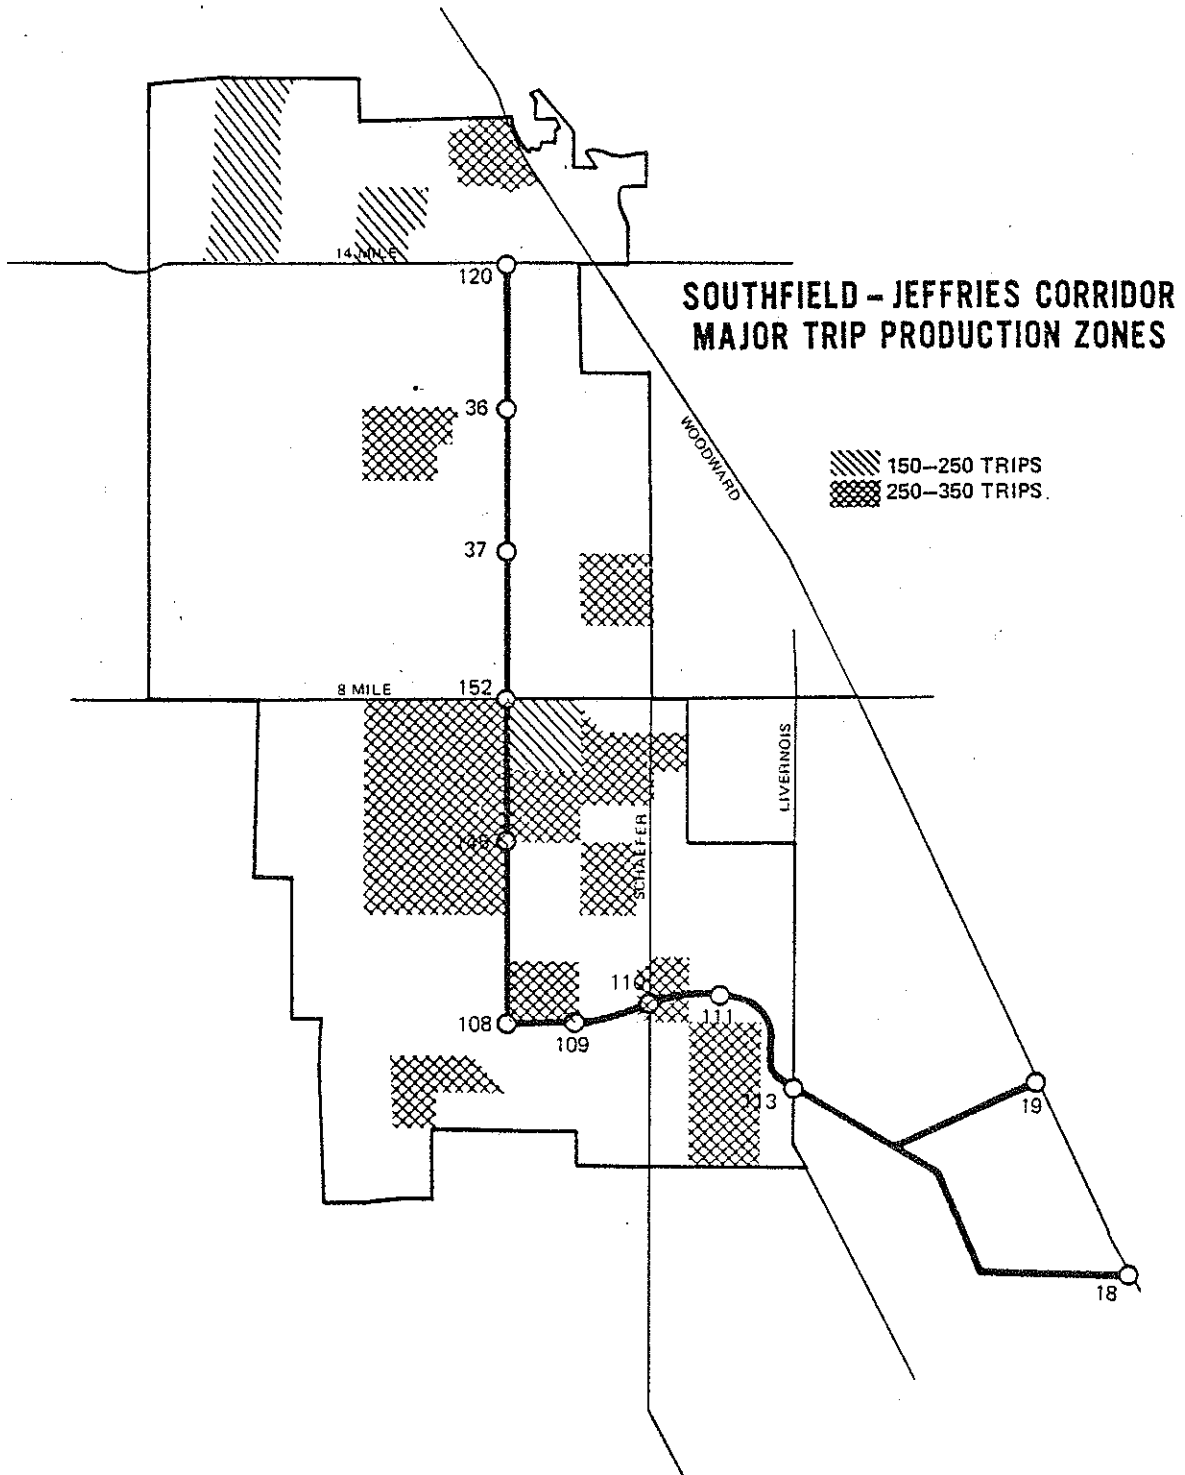 14 MILE
120
SOUTHFIELD – JEFFRIES CORRIDOR
MAJOR TRIP PRODUCTION ZONES
36
WOODWARD
150–250 TRIPS
250–350 TRIPS.
37
8 MILE
152
LIVERNOIS
SCHAEFER
110
108
109
111
113
19
18